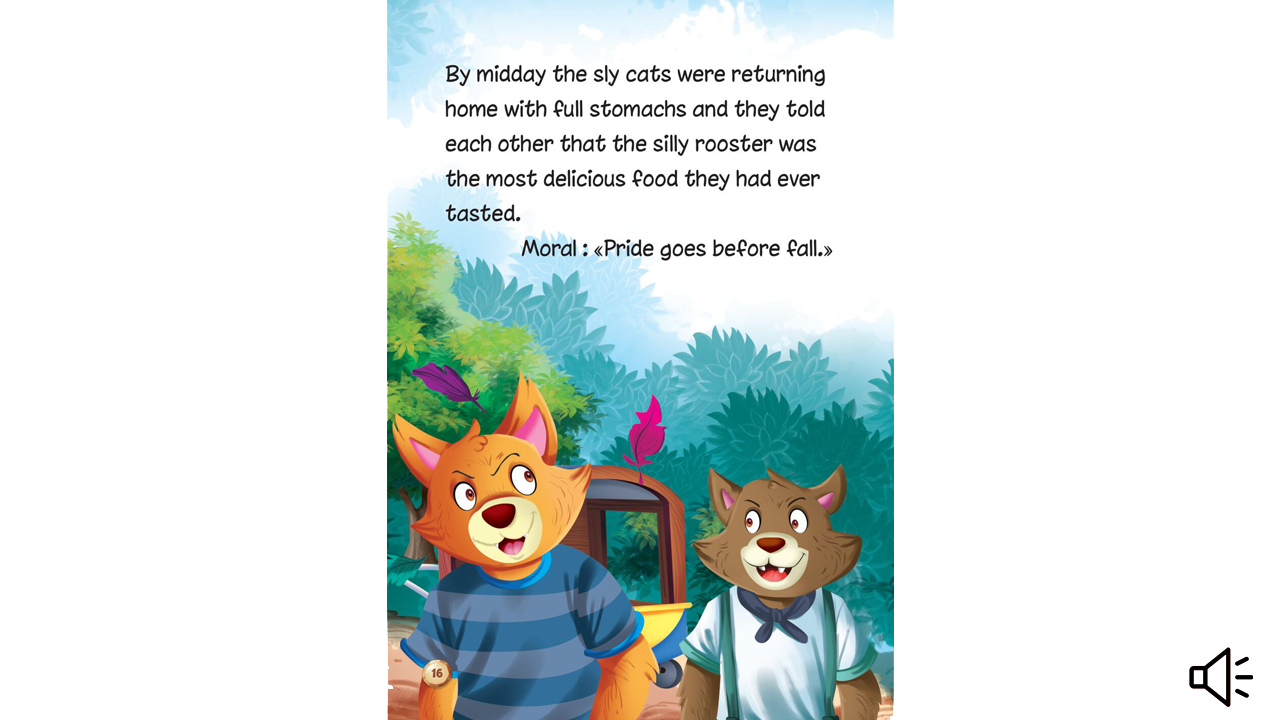 By midday the sly cats were returning
home with full stomachs and they told
each other that the silly rooster was
the most delicious food they had ever
tasted.
Moral : «Pride goes before fall.»
16